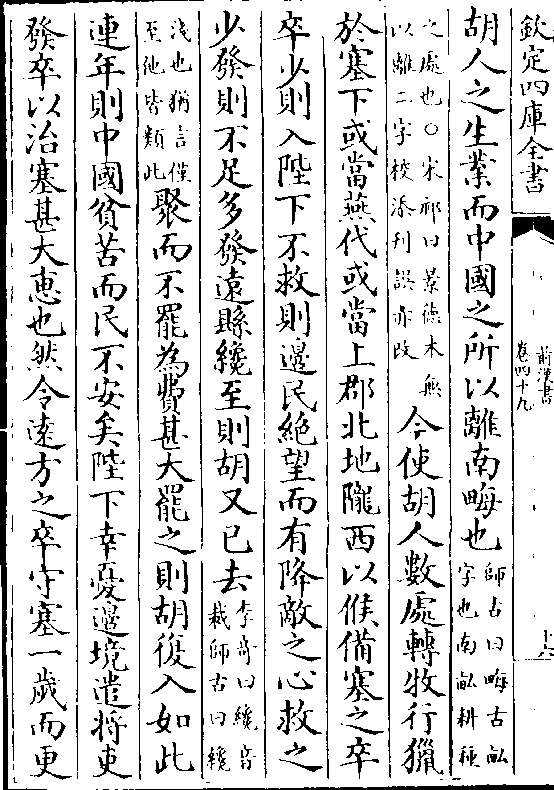 欽定四庫全書
前漢書
卷四十九
十六
胡人之生業而中國之所以離南畮也師古曰畮古畝
字也南畝耕種
之處也○宋祁曰景德本無
以離二字校添刋誤亦改今使胡人數處轉牧行獵
於塞下或當燕代或當上郡北地隴西以候備塞之卒
卒少則入陛下不救則邊民絶望而有降敵之心救之
少發則不足多發遠縣纔至則胡又已去李奇曰纔音
裁師古曰纔
淺也猶言僅
至他皆類此聚而不罷為費甚大罷之則胡復入如此
連年則中國貧苦而民不安矣陛下幸憂邊境遣將吏
發卒以治塞甚大惠也然令逺方之卒守塞一歲而更